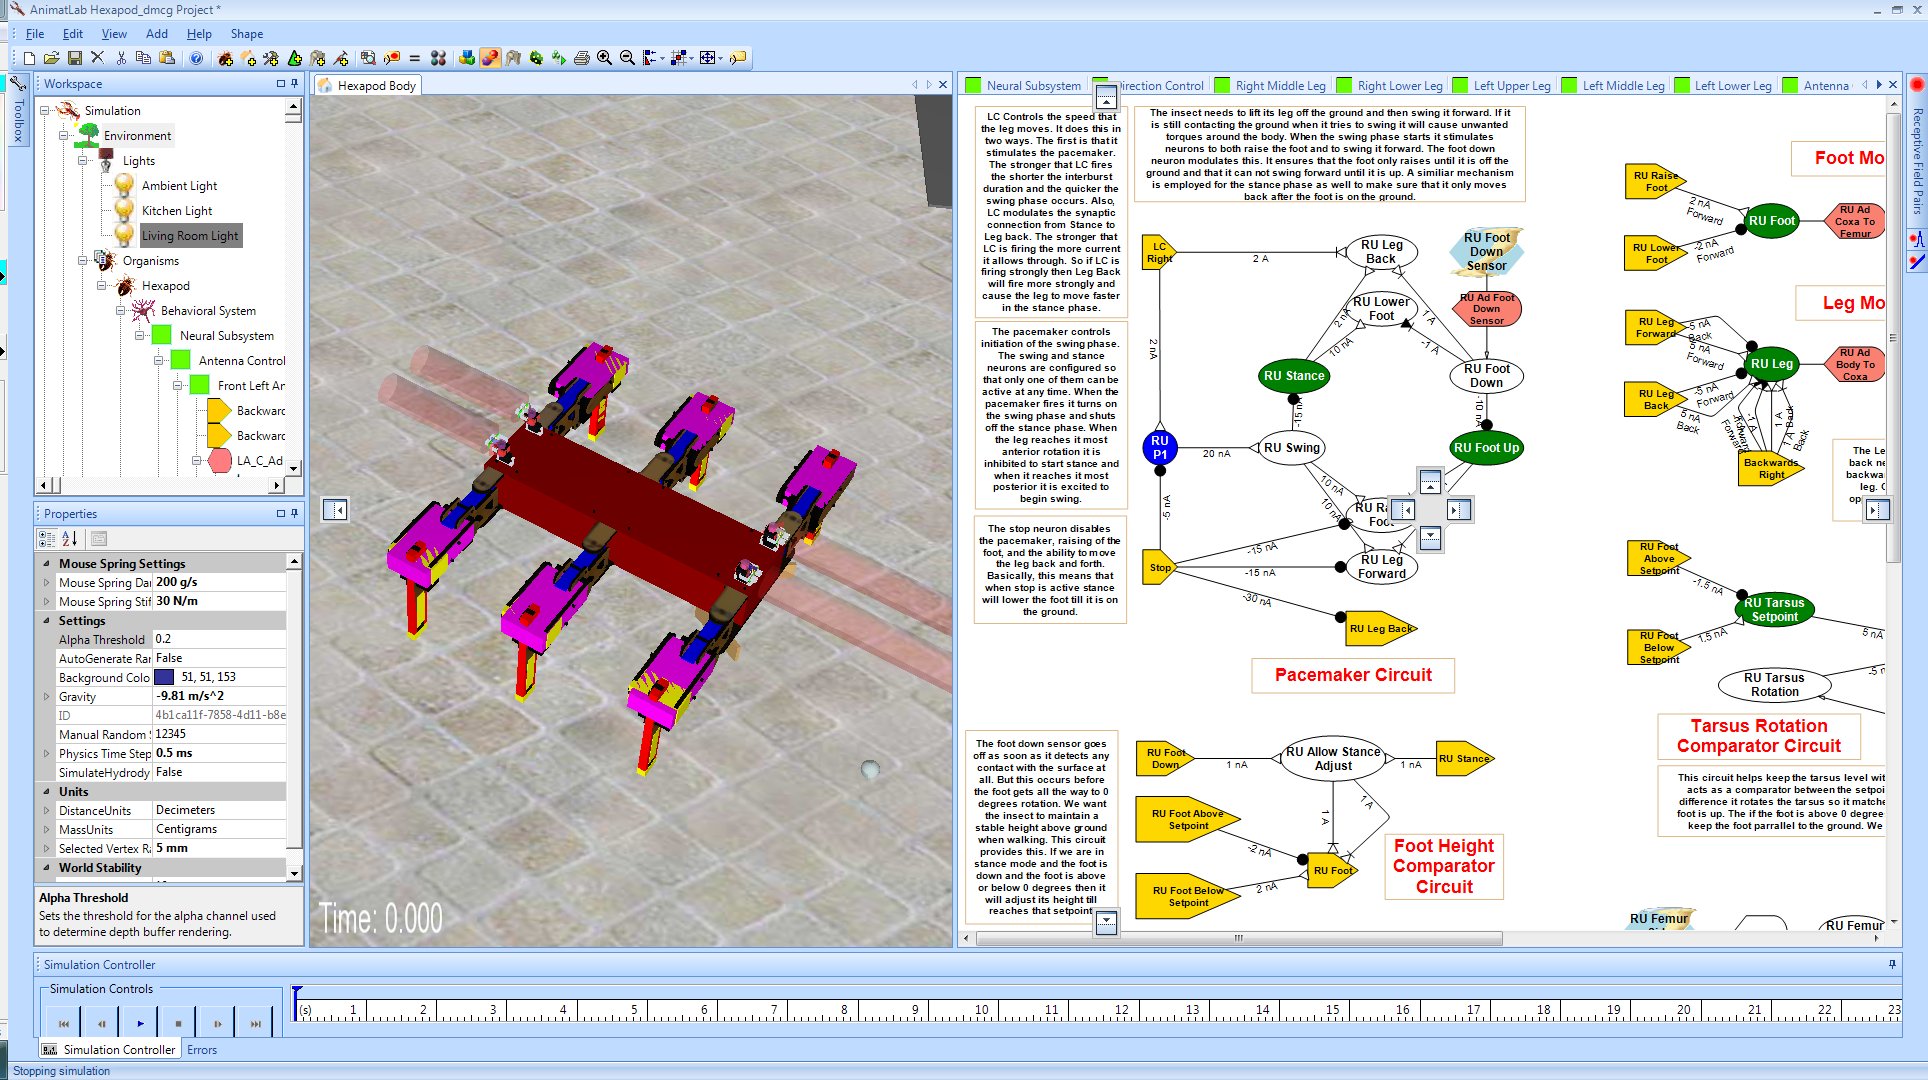 AnimatLab Hexapod_dmcg Project *
File Edit View Add Help Shape
Workspace
Toolbox
Simulation
Environment
Lights
Ambient Light
Kitchen Light
Living Room Light
Organisms
Hexapod
Behavioral System
Neural Subsystem
Antenna Control
Front Left An
Backward
Backward
LA_C_Ad
Properties
Mouse Spring Settings
Mouse Spring Da 200 g/s
Mouse Spring Stif 30 N/m
Settings
Alpha Threshold 0.2
AutoGenerate Rar False
Background Colo 51, 51, 153
Gravity -9.81 m/s^2
ID 4b1ca11f-7858-4d11-b8e
Manual Random 12345
Physics Time Step 0.5 ms
SimulateHydrody False
Units
DistanceUnits Decimeters
MassUnits Centigrams
Selected Vertex Ra 5 mm
World Stability
Alpha Threshold
Sets the threshold for the alpha channel used
to determine depth buffer rendering.
Hexapod Body
Time: 0.000
Neural Subsystem Direction Control Right Middle Leg Right Lower Leg Left Upper Leg Left Middle Leg Left Lower Leg Antenna
Receptive Field Pairs
LC Controls the speed that
the leg moves. It does this in
two ways. The first is that it
stimulates the pacemaker.
The stronger that LC fires
the shorter the interburst
duration and the quicker the
swing phase occurs. Also,
LC modulates the synaptic
connection from Stance to
Leg back. The stronger that
LC is firing the more current
it allows through. So if LC is
firing strongly then Leg Back
will fire more strongly and
cause the leg to move faster
in the stance phase.
The pacemaker controls
initiation of the swing phase.
The swing and stance
neurons are configured so
that only one of them can be
active at any time. When the
pacemaker fires it turns on
the swing phase and shuts
off the stance phase. When
the leg reaches it most
anterior rotation it is
inhibited to start stance and
when it reaches it most
posterior it is excited to
begin swing.
The stop neuron disables
the pacemaker, raising of the
foot, and the ability to move
the leg back and forth.
Basically, this means that
when stop is active stance
will lower the foot till it is on
the ground.
The foot down sensor goes
off as soon as it detects any
contact with the surface at
all. But this occurs before
the foot gets all the way to 0
degrees rotation. We want
the insect to maintain a
stable height above ground
when walking. This circuit
provides this. If we are in
stance mode and the foot is
down and the foot is above
or below 0 degrees then it
will adjust its height till
reaches that setpoint
The insect needs to lift its leg off the ground and then swing it forward. If it
is still contacting the ground when it tries to swing it will cause unwanted
torques around the body. When the swing phase starts it stimulates
neurons to both raise the foot and to swing it forward. The foot down
neuron modulates this. It ensures that the foot only raises until it is off the
ground and that it can not swing forward until it is up. A similiar mechanism
is employed for the stance phase as well to make sure that it only moves
back after the foot is on the ground.
LC
Right
2 A
RU Leg
Back
RU Foot
Down
Sensor
RU Lower
Foot
RU Ad Foot
Down
Sensor
2 nA
2 nA
10 nA
1 A
-1 A
RU Stance
RU Foot
Down
-15 nA
-10 nA
RU
P1
20 nA
RU Swing
RU Foot Up
10 nA
10 nA
-5 nA
RU Ra
Foot
Stop
-15 nA
-15 nA
-30 nA
RU Leg
Forward
RU Leg Back
Pacemaker Circuit
RU Foot
Down
1 nA
RU Allow Stance
Adjust
1 nA
RU Stance
RU Foot Above
Setpoint
-2 nA
1 A
1 A
RU Foot Below
Setpoint
2 nA
RU Foot
Foot Height
Comparator
Circuit
Foot Mo
RU Raise
Foot
2 nA
Forward
RU Foot
RU Ad
Coxa To
Femur
RU Lower
Foot
-2 nA
Forward
Leg Mo
RU Leg
Forward
5 nA
Back
5 nA
Forward
RU Leg
RU Ad
Body To
Coxa
RU Leg
Back
-5 nA
Forward
5 nA
Back
Forward
Forward
-1 A
1 A
1 A
Back
Back
Backwards
Right
The Le
back ne
backwa
leg. C
op
RU Foot
Above
Setpoint
-1.5 nA
RU Tarsus
Setpoint
RU Foot
Below
Setpoint
1.5 nA
5 nA
RU Tarsus
Rotation
-5 n
Tarsus Rotation
Comparator Circuit
This circuit helps keep the tarsus level wit
acts as a comparator between the setpoi
difference it rotates the tarsus so it matche
foot is up. The if the foot is above 0 degree
keep the foot parrallel to the ground. We
RU Femur
RU Femur
Simulation Controller
Simulation Controls
(s) 1 2 3 4 5 6 7 8 9 10 11 12 13 14 15 16 17 18 19 20 21 22 23
Simulation Controller Errors
Stopping simulation